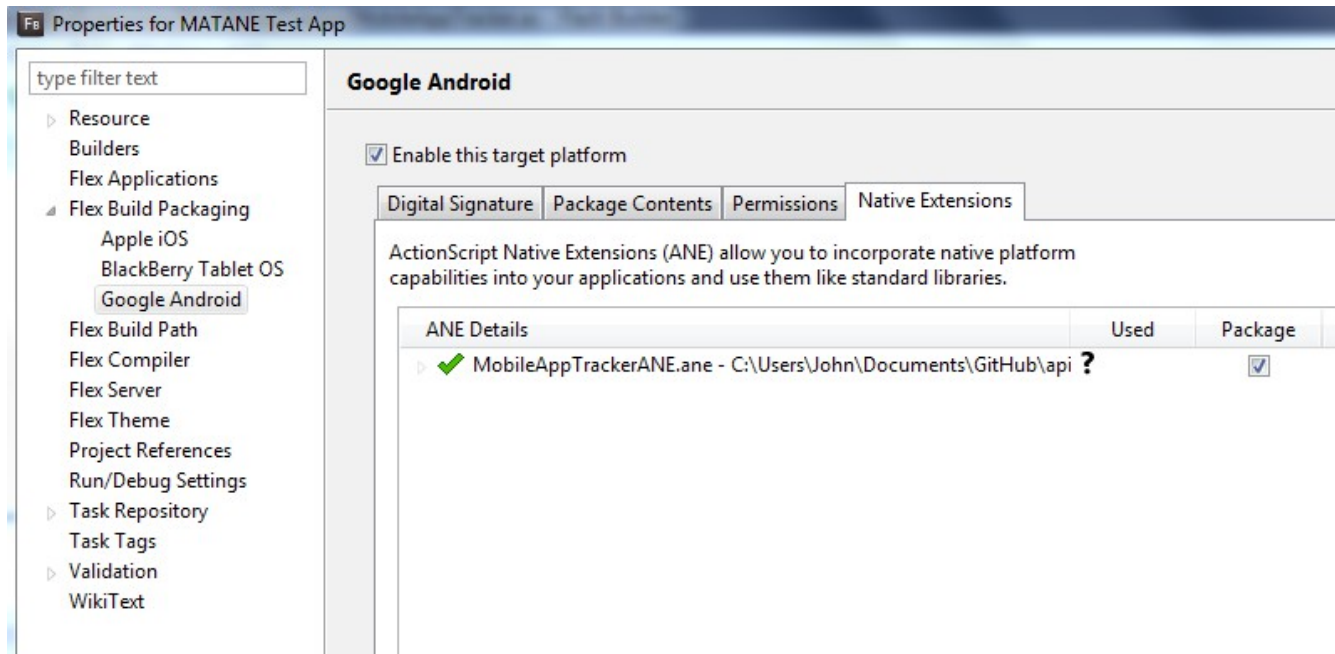 FB Properties for MATANE Test App
type filter text
Resource
Builders
Flex Applications
Flex Build Packaging
Apple iOS
BlackBerry Tablet OS
Google Android
Flex Build Path
Flex Compiler
Flex Server
Flex Theme
Project References
Run/Debug Settings
Task Repository
Task Tags
Validation
WikiText
Google Android
Enable this target platform
Digital Signature Package Contents Permissions Native Extensions
ActionScript Native Extensions (ANE) allow you to incorporate native platform
capabilities into your applications and use them like standard libraries.
ANE Details Used Package
MobileAppTrackerANE.ane - C:\Users\John\Documents\GitHub\api ?